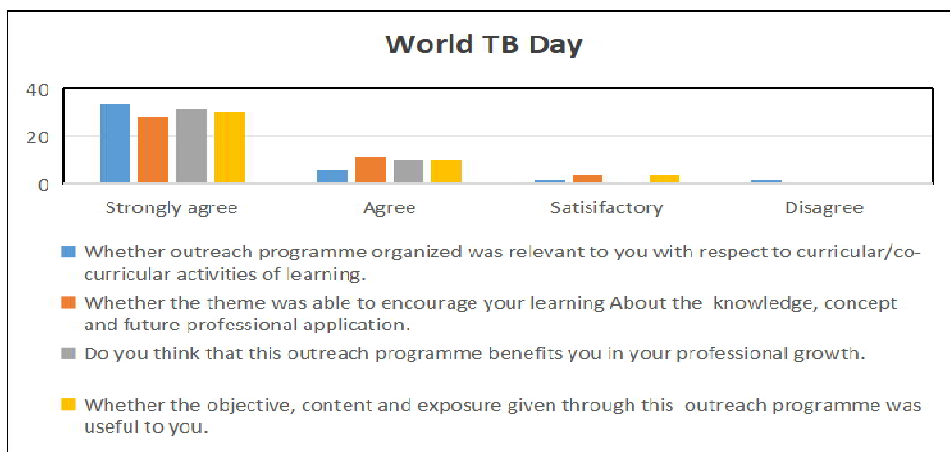 World TB Day
40
20
0
Strongly agree
Agree
Satisifactory
Disagree
Whether outreach programme organized was relevant to you with respect to curricular/co-
curricular activities of learning.
Whether the theme was able to encourage your learning About the knowledge, concept
and future professional application.
Do you think that this outreach programme benefits you in your professional growth.
Whether the objective, content and exposure given through this outreach programme was
useful to you.